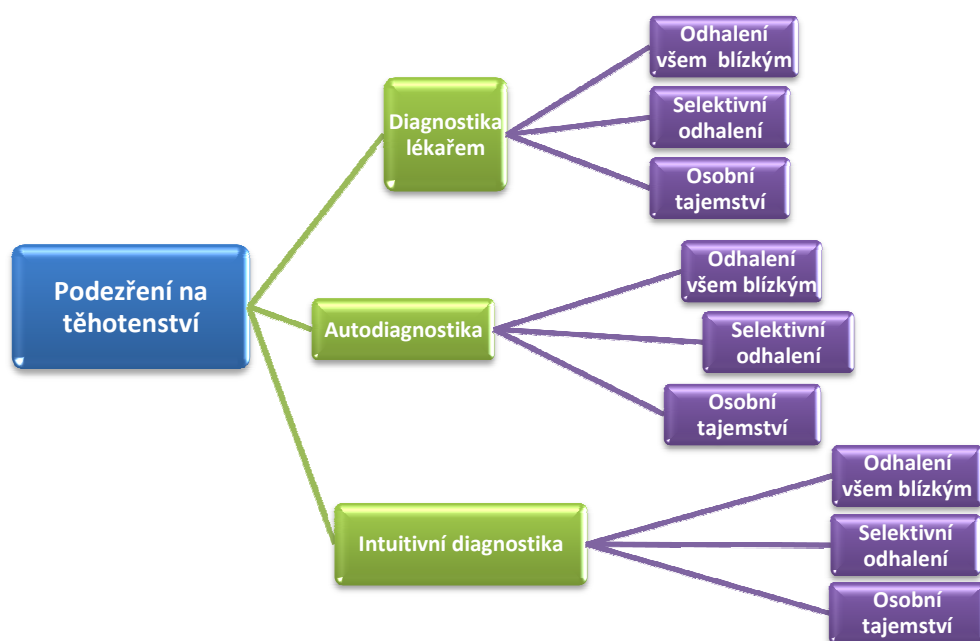 Podezření na
těhotenství
Diagnostika
lékařem
Odhalení
všem blízkým
Selektivní
odhalení
Osobní
tajemství
Autodiagnostika
Odhalení
všem blízkým
Selektivní
odhalení
Osobní
tajemství
Intuitivní diagnostika
Odhalení
všem blízkým
Selektivní
odhalení
Osobní
tajemství